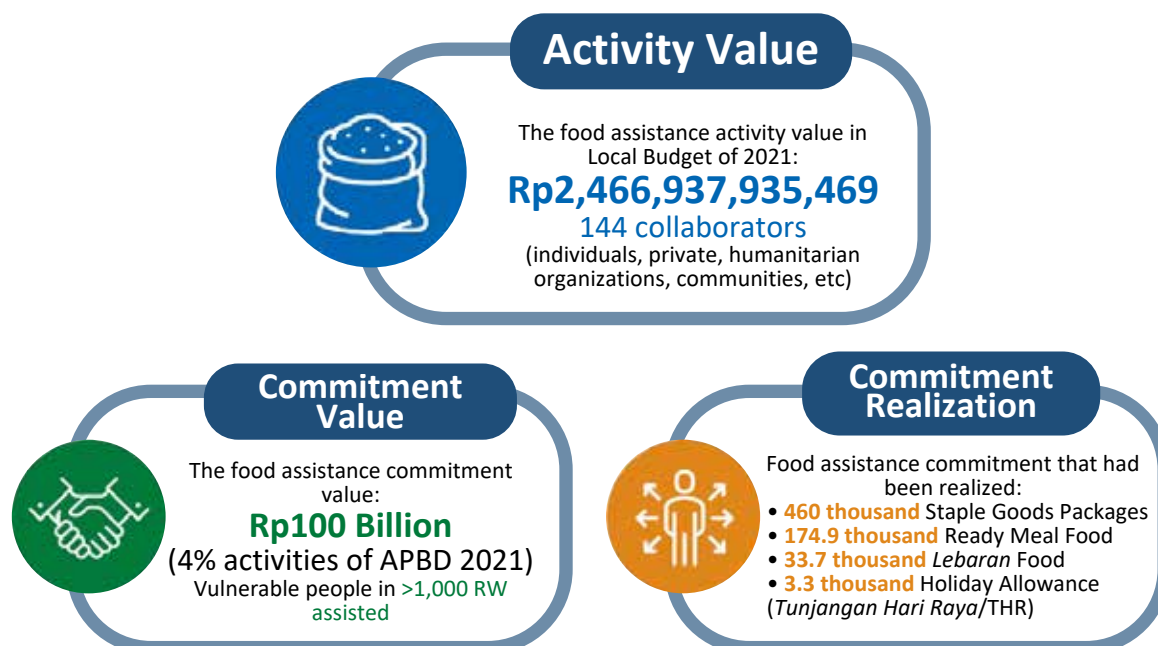 Activity Value
The food assistance activity value in
Local Budget of 2021:
Rp2,466,937,935,469
144 collaborators
(individuals, private, humanitarian
organizations, communities, etc)
Commitment
Value
The food assistance commitment
value:
Rp100 Billion
(4% activities of APBD 2021)
Vulnerable people in >1,000 RW
assisted
Commitment
Realization
Food assistance commitment that had
been realized:
• 460 thousand Staple Goods Packages
• 174.9 thousand Ready Meal Food
• 33.7 thousand Lebaran Food
• 3.3 thousand Holiday Allowance
(Tunjangan Hari Raya/THR)